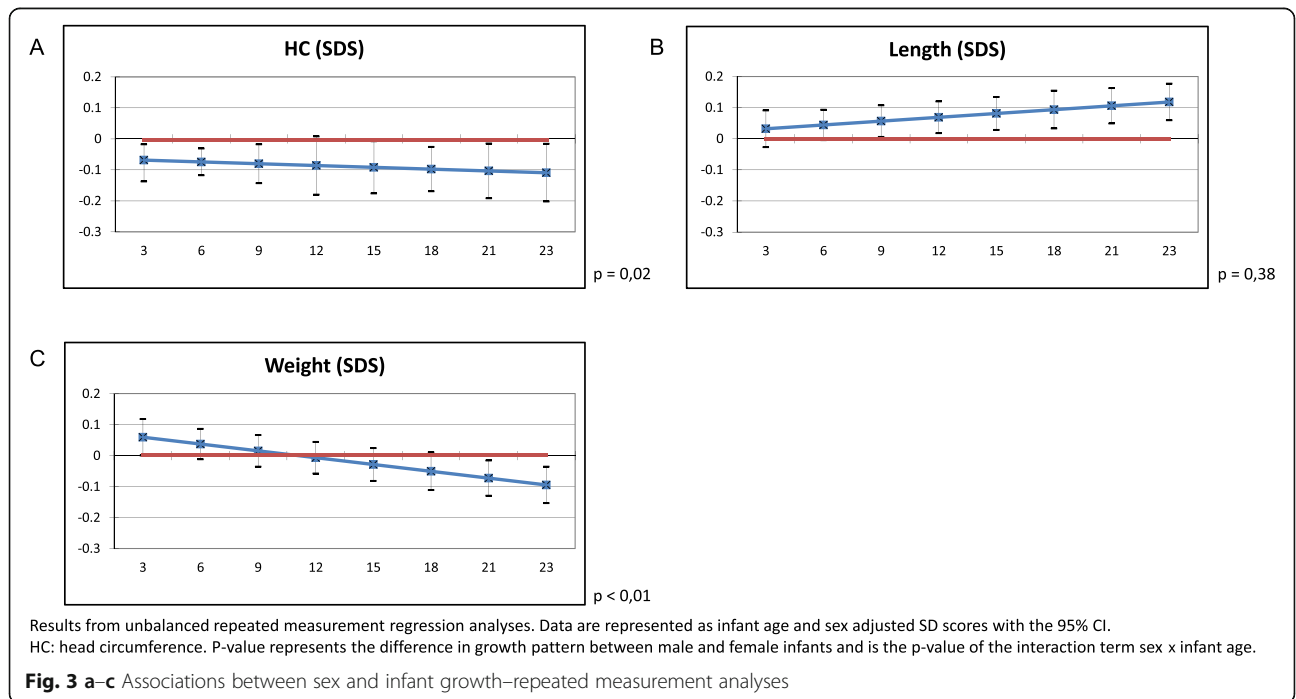 A
HC (SDS)
0.2
0.1
0
-0.1
-0.2
-0.3
3 6 9 12 15 18 21 23
p = 0,02
B
Length (SDS)
0.2
0.1
0
-0.1
-0.2
-0.3
3 6 9 12 15 18 21 23
p = 0,38
C
Weight (SDS)
0.2
0.1
0
-0.1
-0.2
-0.3
3 6 9 12 15 18 21 23
p < 0,01
Results from unbalanced repeated measurement regression analyses. Data are represented as infant age and sex adjusted SD scores with the 95% CI.
HC: head circumference. P-value represents the difference in growth pattern between male and female infants and is the p-value of the interaction term sex x infant age.
Fig. 3 a–c Associations between sex and infant growth–repeated measurement analyses